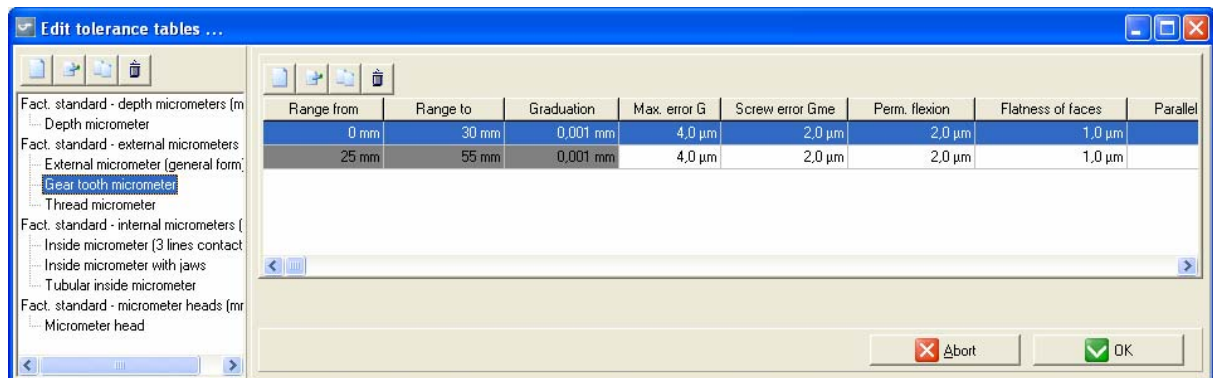 Edit tolerance tables ...
Fact. standard - depth micrometers (m
Depth micrometer
Fact. standard - external micrometers
External micrometer (general form)
Gear tooth micrometer
Thread micrometer
Fact. standard - internal micrometers (
Inside micrometer (3 lines contact
Inside micrometer with jaws
Tubular inside micrometer
Fact. standard - micrometer heads (mr
Micrometer head
Range from Range to Graduation Max. error G Screw error Gme Perm. flexion Flatness of faces Parallel
0 mm 30 mm 0,001 mm 4,0 µm 2,0 µm 2,0 µm 1,0 µm
25 mm 55 mm 0,001 mm 4,0 µm 2,0 µm 2,0 µm 1,0 µm
Abort OK